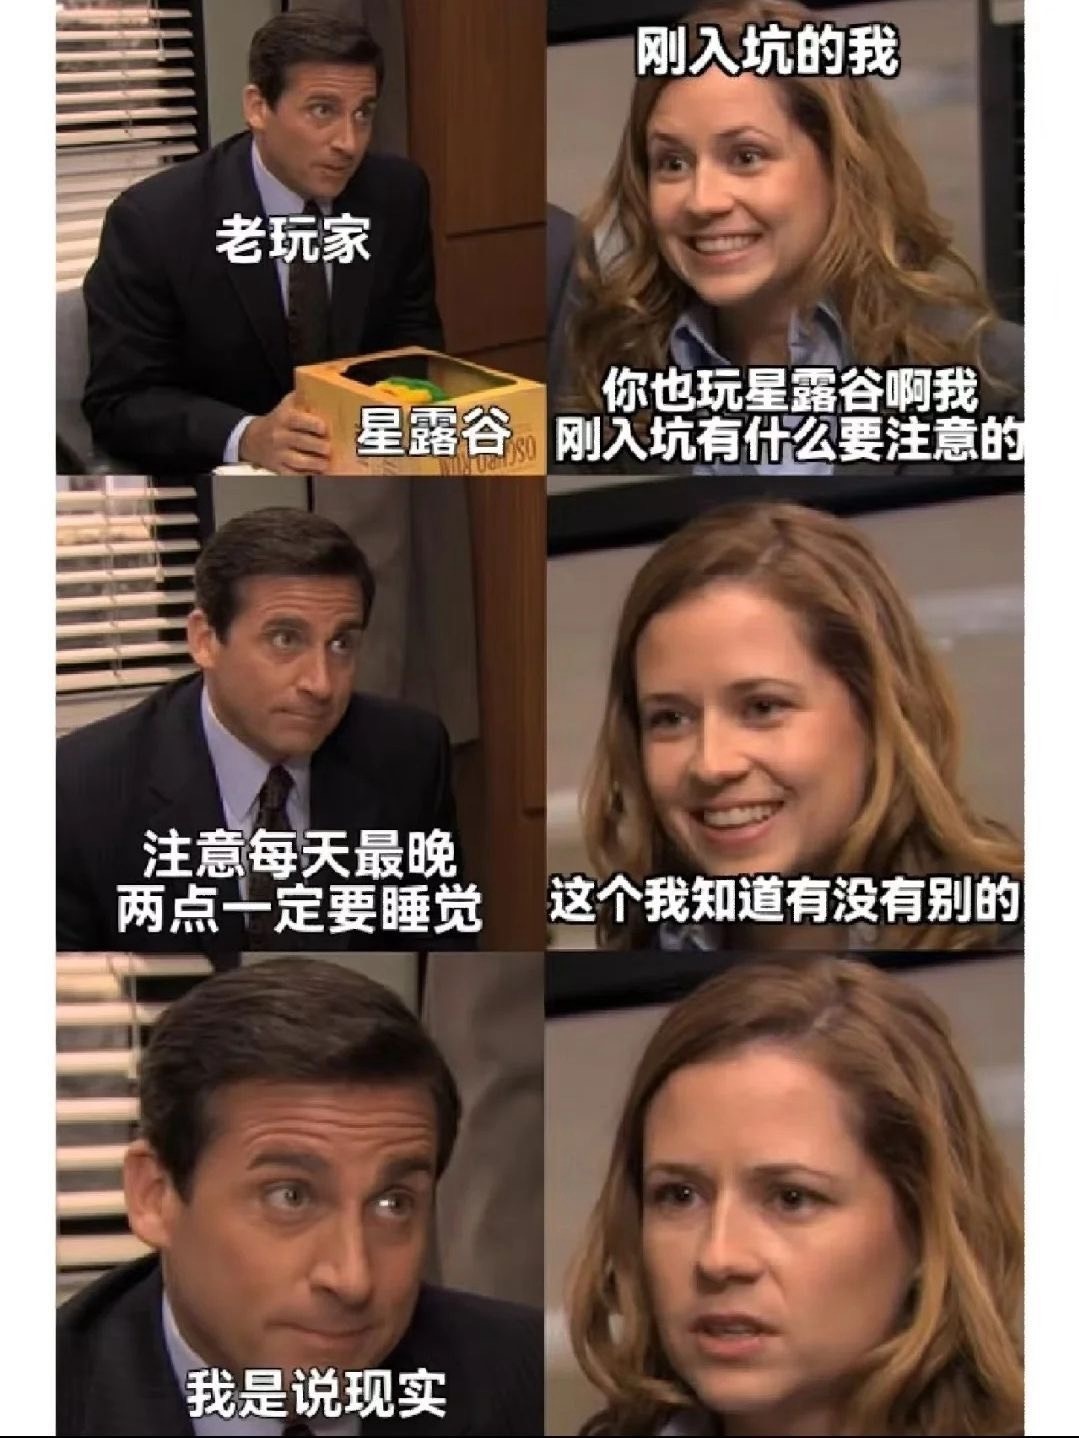 老玩家
星露谷
刚入坑的我
你也玩星露谷啊我
刚入坑有什么要注意的
注意每天最晚
两点一定要睡觉
这个我知道有没有别的
我是说现实